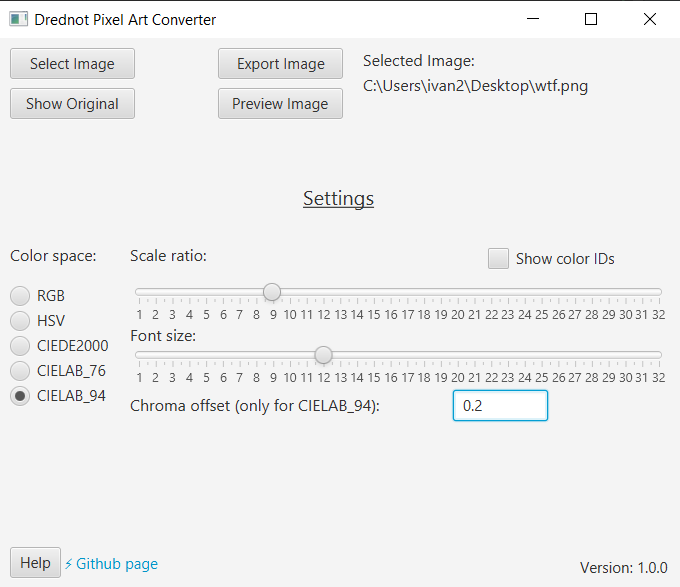 Drednot Pixel Art Converter
Select Image
Export Image
Selected Image:
C:\Users\ivan2\Desktop\wtf.png
Show Original
Preview Image
Settings
Color space:
Scale ratio:
Show color IDs
RGB
HSV
CIEDE2000
CIELAB_76
CIELAB_94
1 2 3 4 5 6 7 8 9 10 11 12 13 14 15 16 17 18 19 20 21 22 23 24 25 26 27 28 29 30 31 32
Font size:
1 2 3 4 5 6 7 8 9 10 11 12 13 14 15 16 17 18 19 20 21 22 23 24 25 26 27 28 29 30 31 32
Chroma offset (only for CIELAB_94):
0.2
Help
⚡ Github page
Version: 1.0.0